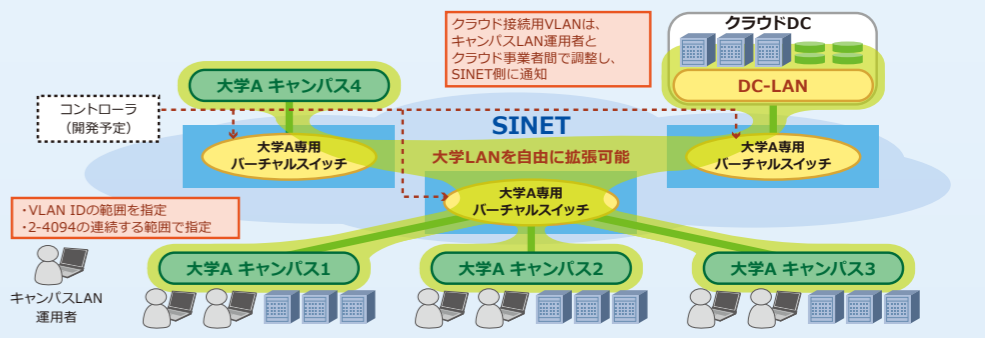 クラウド接続用VLANは、
キャンパスLAN運用者と
クラウド事業者間で調整し、
SINET側に通知
クラウドDC
DC-LAN
大学A キャンパス4
コントローラ
（開発予定）
SINET
大学A専用
バーチャルスイッチ
大学LANを自由に拡張可能
大学A専用
バーチャルスイッチ
大学A専用
バーチャルスイッチ
・VLAN IDの範囲を指定
・2-4094の連続する範囲で指定
キャンパスLAN
運用者
大学A キャンパス1
大学A キャンパス2
大学A キャンパス3